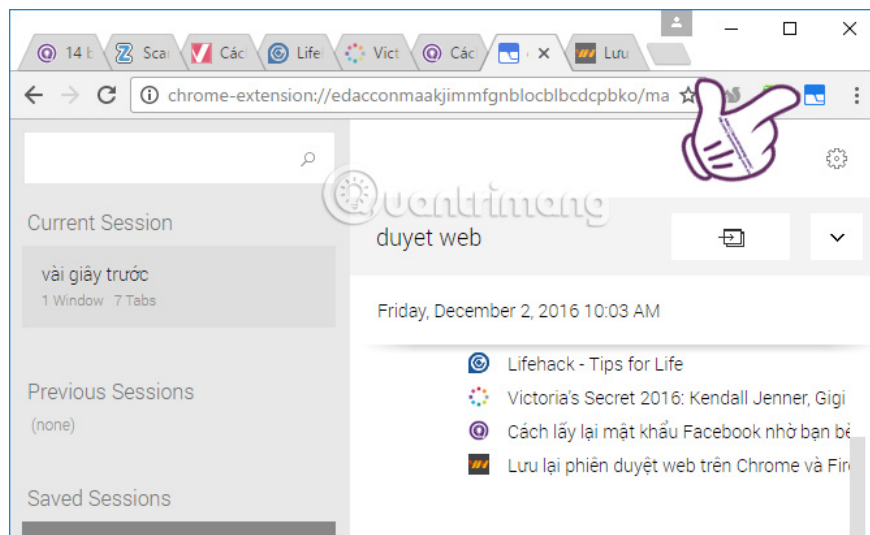 14 b
Scar
Các
Lifel
Vict
Các
Lưu
chrome-extension://edacconmaakjimmfgnblocblbcdcpbko/ma
Quantrimang
Current Session
vài giây trước
1 Window 7 Tabs
Previous Sessions
(none)
Saved Sessions
duyet web
Friday, December 2, 2016 10:03 AM
Lifehack - Tips for Life
Victoria's Secret 2016: Kendall Jenner, Gigi
Cách lấy lại mật khẩu Facebook nhờ bạn bè
Lưu lại phiên duyệt web trên Chrome và Fire